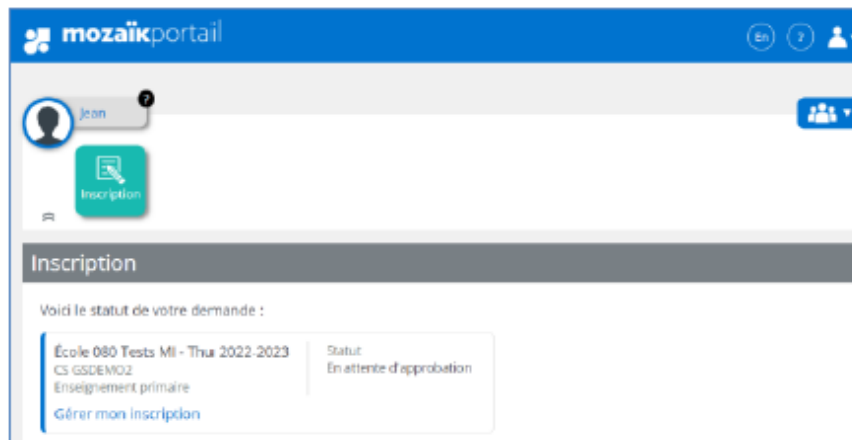 mozaïkportail
En
?
Jean
?
Inscription
Inscription
Voici le statut de votre demande :
École 080 Tests MI - Thur 2022-2023
CS GSDEMO2
Enseignement primaire
Gérer mon inscription
Statut
En attente d'approbation